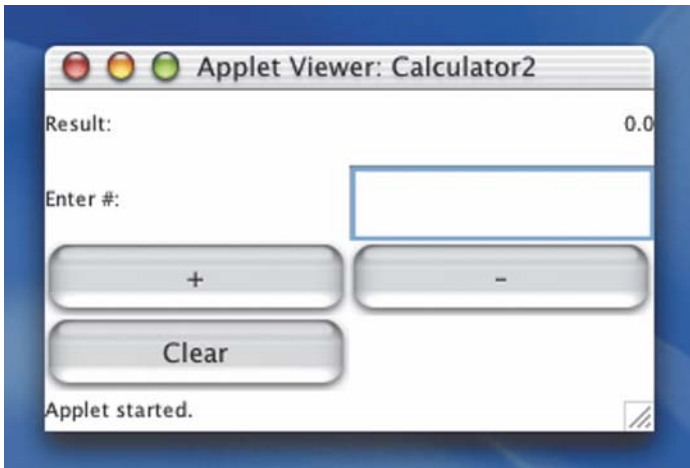 Applet Viewer: Calculator2
Result: 0.0
Enter #:
+ -
Clear
Applet started.